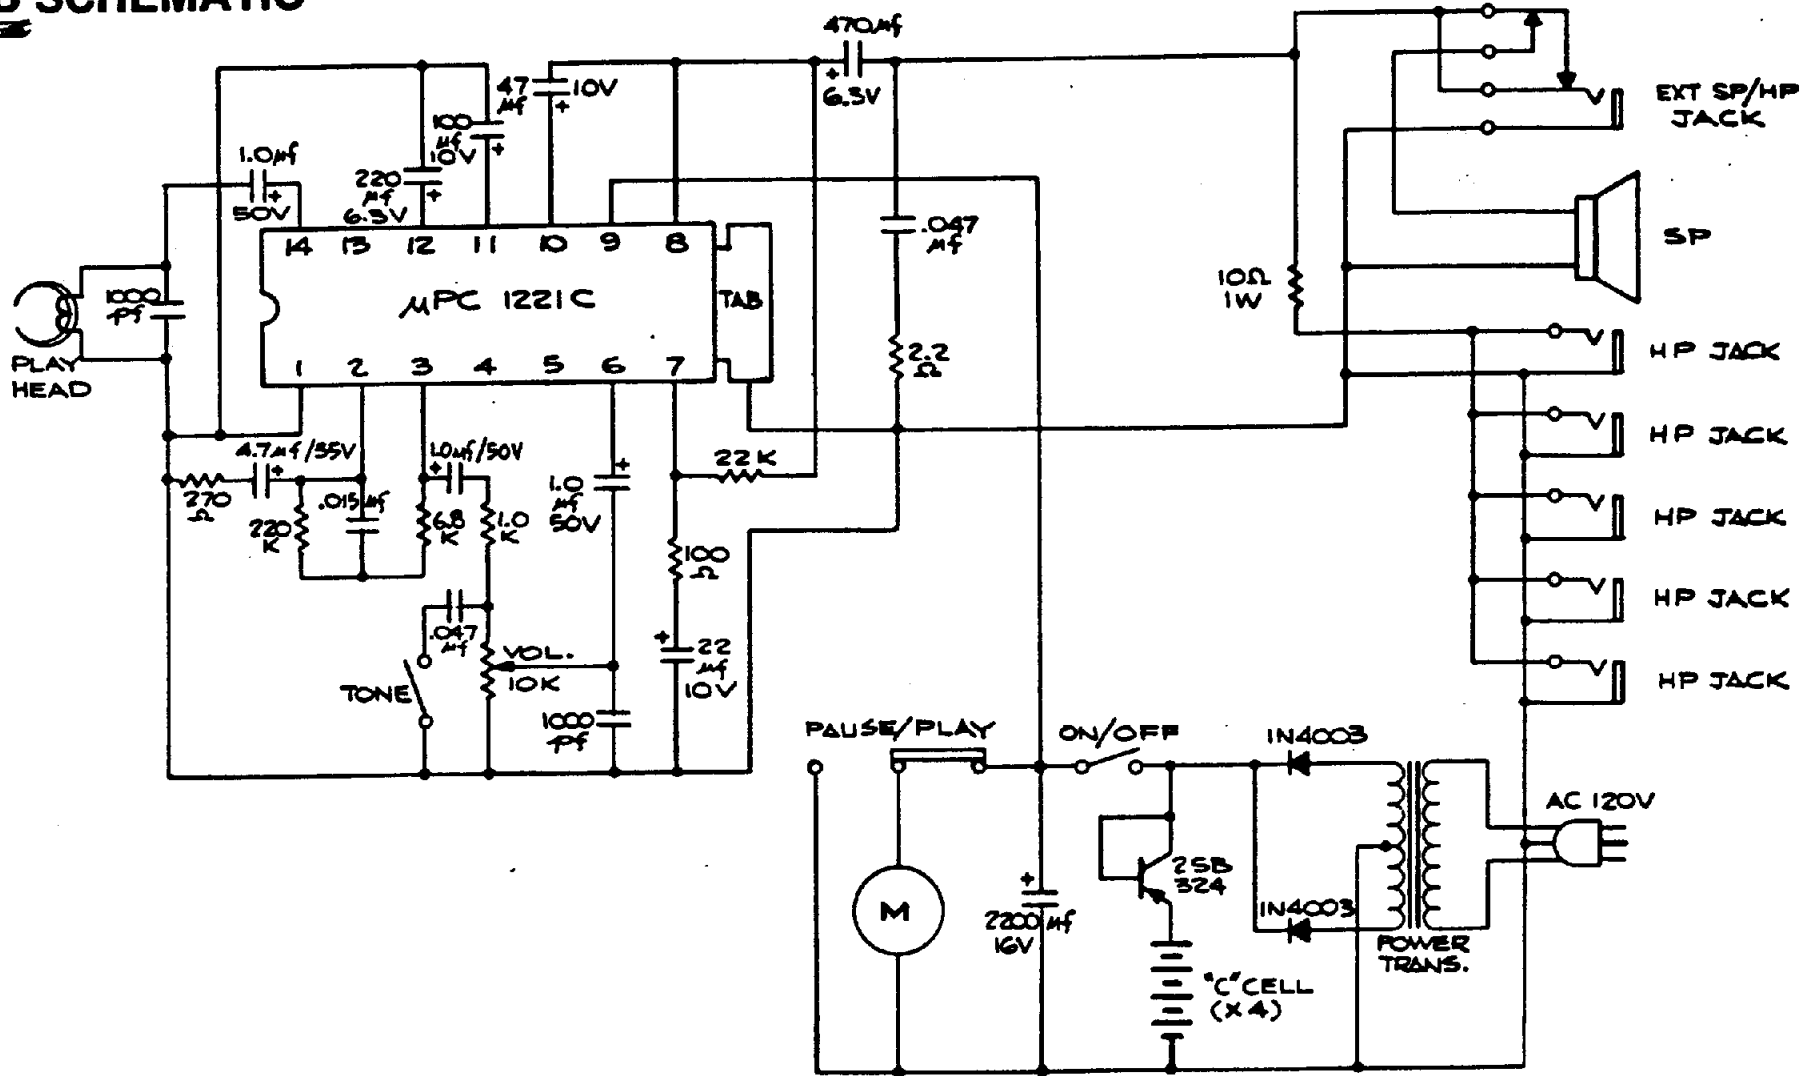 SCHEMATIC
470µf
+
6.3V
47
µf
+
10V
100
µf
10V
+
1.0µf
+
50V
220
µf
6.3V
+
EXT SP/HP
JACK
14 13 12 11 10 9 8
.047
µf
SP
1000
pf
µPC 1221C
TAB
10Ω
1W
PLAY
HEAD
1 2 3 4 5 6 7
2.2
Ω
HP JACK
HP JACK
HP JACK
HP JACK
HP JACK
4.7µf/35V
+
1.0µf/50V
+
22K
270
Ω
.015µf
220
K
6.8
K
1.0
K
+
1.0
µf
50V
100
Ω
.047
µf
VOL.
10K
TONE
+
22
µf
10V
1000
pf
PAUSE/PLAY
ON/OFF
1N4003
AC 120V
2SB
324
M
+
2200µf
16V
1N4003
POWER
TRANS.
"C" CELL
(X4)